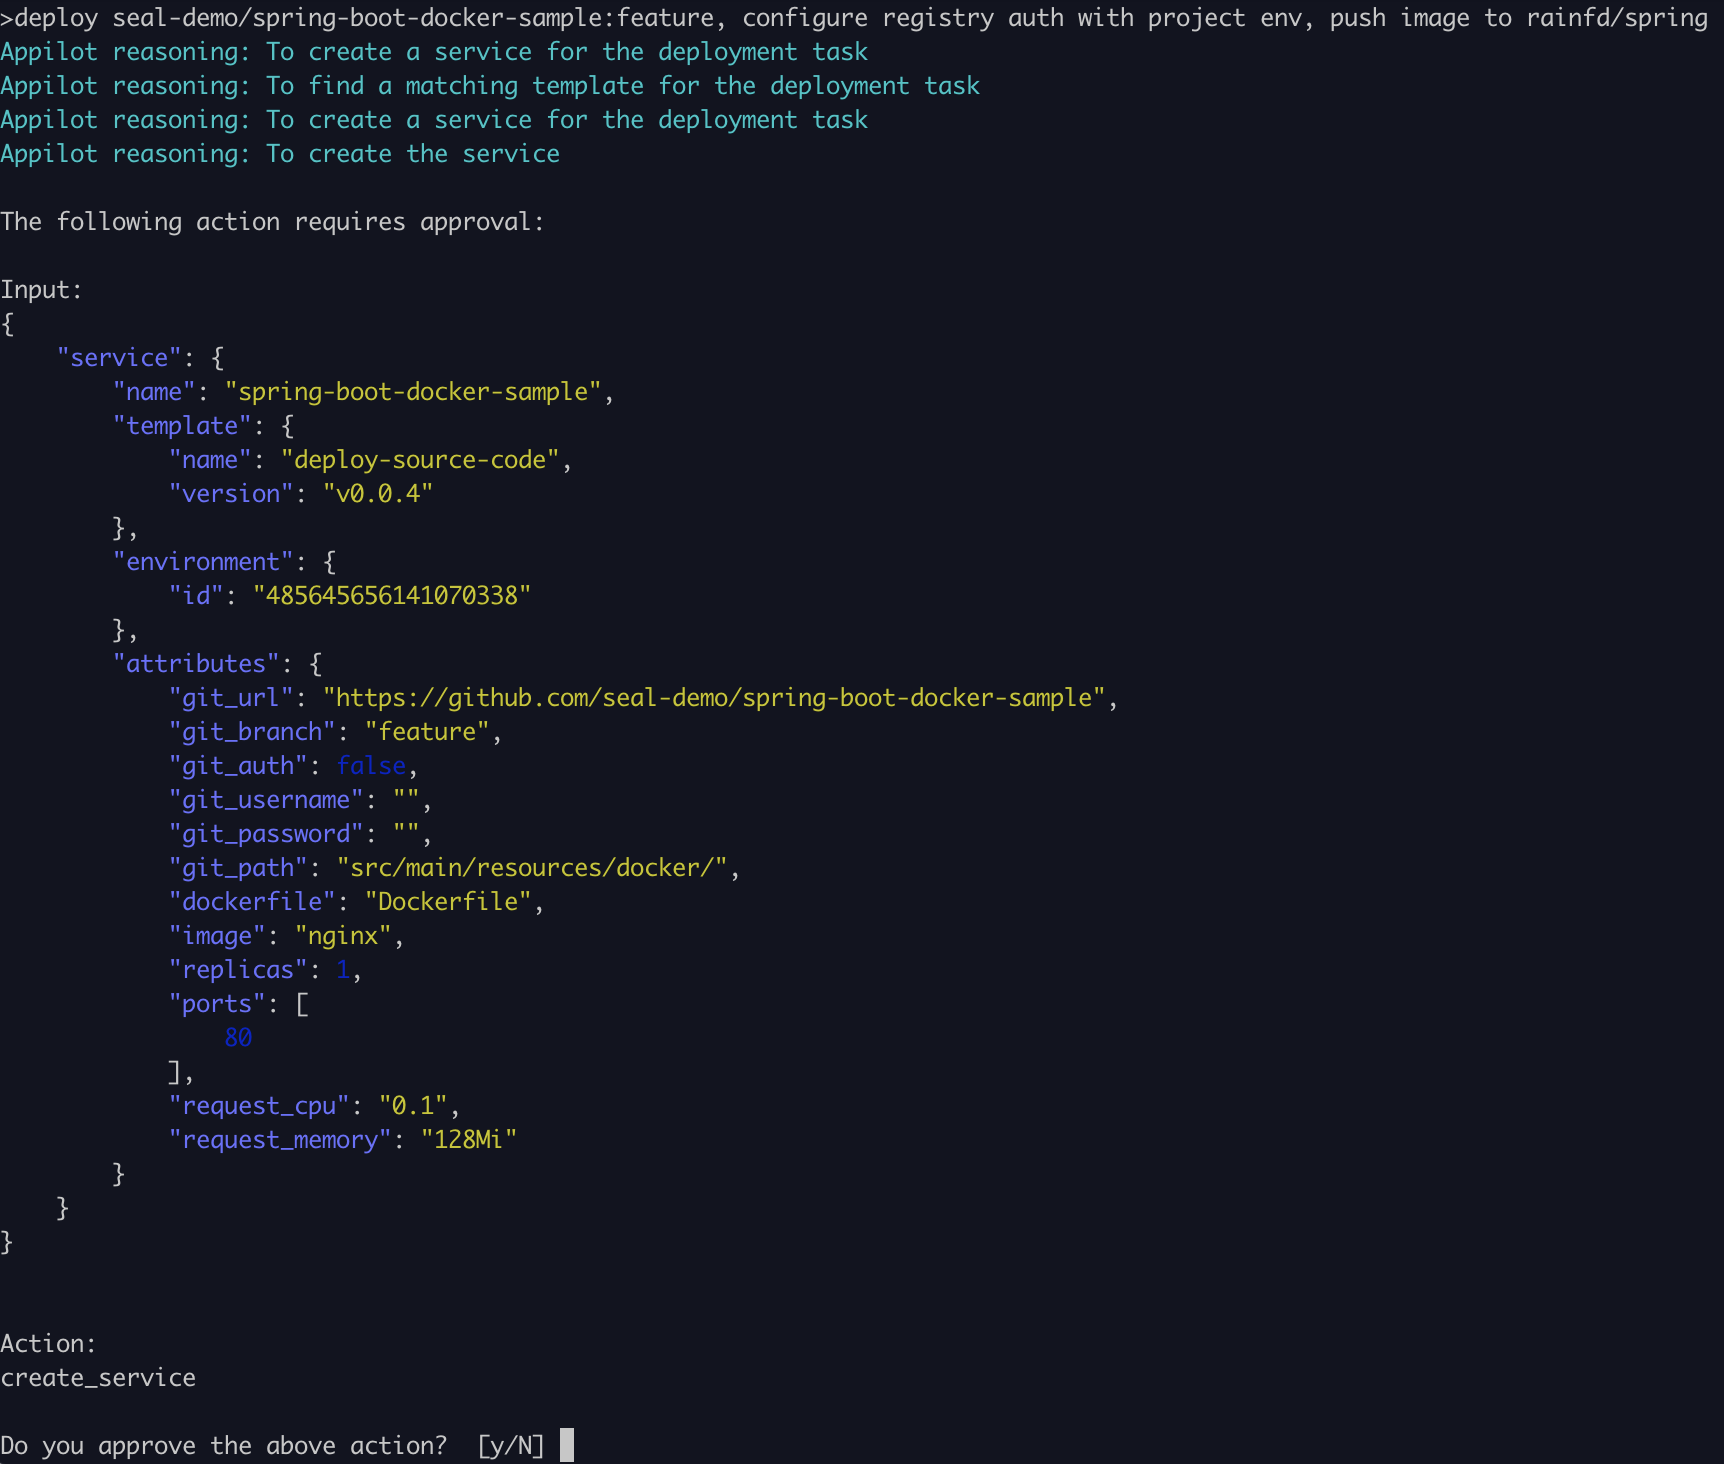 >deploy seal-demo/spring-boot-docker-sample:feature, configure registry auth with project env, push image to rainfd/spring
Appilot reasoning: To create a service for the deployment task
Appilot reasoning: To find a matching template for the deployment task
Appilot reasoning: To create a service for the deployment task
Appilot reasoning: To create the service

The following action requires approval:

Input:
{
    "service": {
        "name": "spring-boot-docker-sample",
        "template": {
            "name": "deploy-source-code",
            "version": "v0.0.4"
        },
        "environment": {
            "id": "485645656141070338"
        },
        "attributes": {
            "git_url": "https://github.com/seal-demo/spring-boot-docker-sample",
            "git_branch": "feature",
            "git_auth": false,
            "git_username": "",
            "git_password": "",
            "git_path": "src/main/resources/docker/",
            "dockerfile": "Dockerfile",
            "image": "nginx",
            "replicas": 1,
            "ports": [
                80
            ],
            "request_cpu": "0.1",
            "request_memory": "128Mi"
        }
    }
}

Action:
create_service

Do you approve the above action?  [y/N]